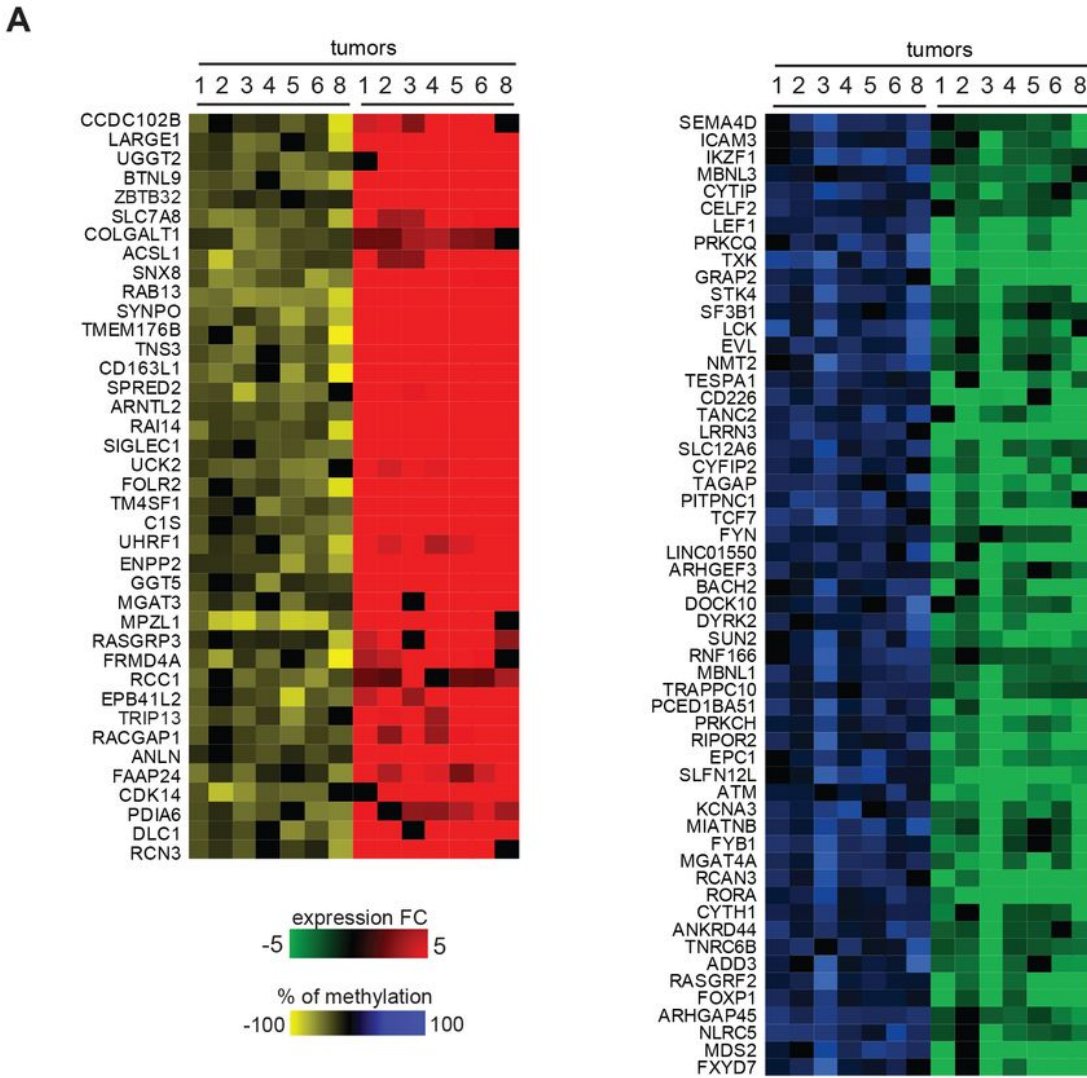 A
tumors
1 2 3 4 5 6 8 1 2 3 4 5 6 8
CCDC102B
LARGE1
UGGT2
BTNL9
ZBTB32
SLC7A8
COLGALT1
ACSL1
SNX8
RAB13
SYNPO
TMEM176B
TNS3
CD163L1
SPRED2
ARNTL2
RAI14
SIGLEC1
UCK2
FOLR2
TM4SF1
C1S
UHRF1
ENPP2
GGT5
MGAT3
MPZL1
RASGRP3
FRMD4A
RCC1
EPB41L2
TRIP13
RACGAP1
ANLN
FAAP24
CDK14
PDIA6
DLC1
RCN3
expression FC
-5 5
% of methylation
-100 100
tumors
1 2 3 4 5 6 8 1 2 3 4 5 6 8
SEMA4D
ICAM3
IKZF1
MBNL3
CYTIP
CELF2
LEF1
PRKCQ
TXK
GRAP2
STK4
SF3B1
LCK
EVL
NMT2
TESPA1
CD226
TANC2
LRRN3
SLC12A6
CYFIP2
TAGAP
PITPNC1
TCF7
FYN
LINC01550
ARHGEF3
BACH2
DOCK10
DYRK2
SUN2
RNF166
MBNL1
TRAPPC10
PCED1BA51
PRKCH
RIPOR2
EPC1
SLFN12L
ATM
KCNA3
MIATNB
FYB1
MGAT4A
RCAN3
RORA
CYTH1
ANKRD44
TNRC6B
ADD3
RASGRF2
FOXP1
ARHGAP45
NLRC5
MDS2
FXYD7